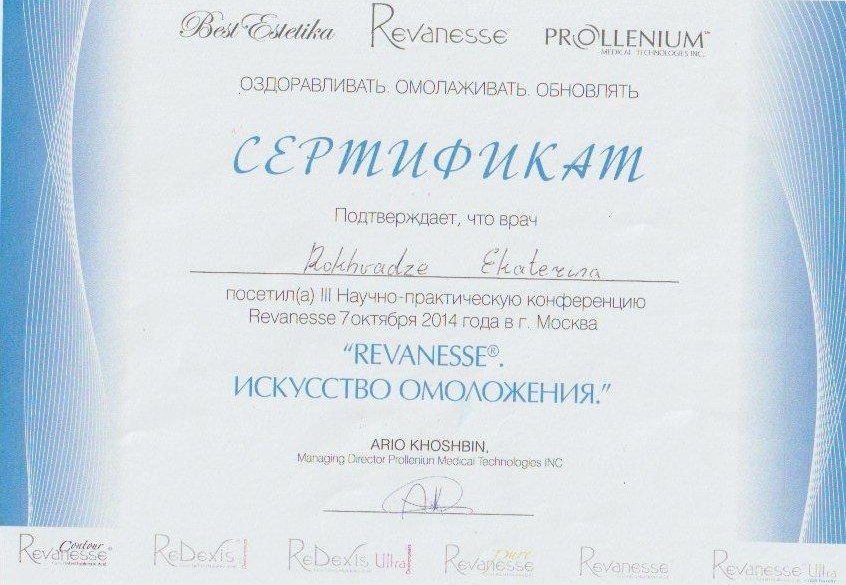 Best Estetika Revanesse PROLLENIUM™
MEDICAL TECHNOLOGIES INC.
ОЗДОРАВЛИВАТЬ. ОМОЛАЖИВАТЬ. ОБНОВЛЯТЬ
СЕРТИФИКАТ
Подтверждает, что врач
Rokhvadze Ekaterina
посетил(а) III Научно-практическую конференцию
Revanesse 7 октября 2014 года в г. Москва
“REVANESSE®.
ИСКУССТВО ОМОЛОЖЕНИЯ.”
ARIO KHOSHBIN,
Managing Director Prolleniun Medical Technologies INC
Revanesse Contour ReDexis ReDexis Ultra Revanesse pure Revanesse Revanesse Ultra